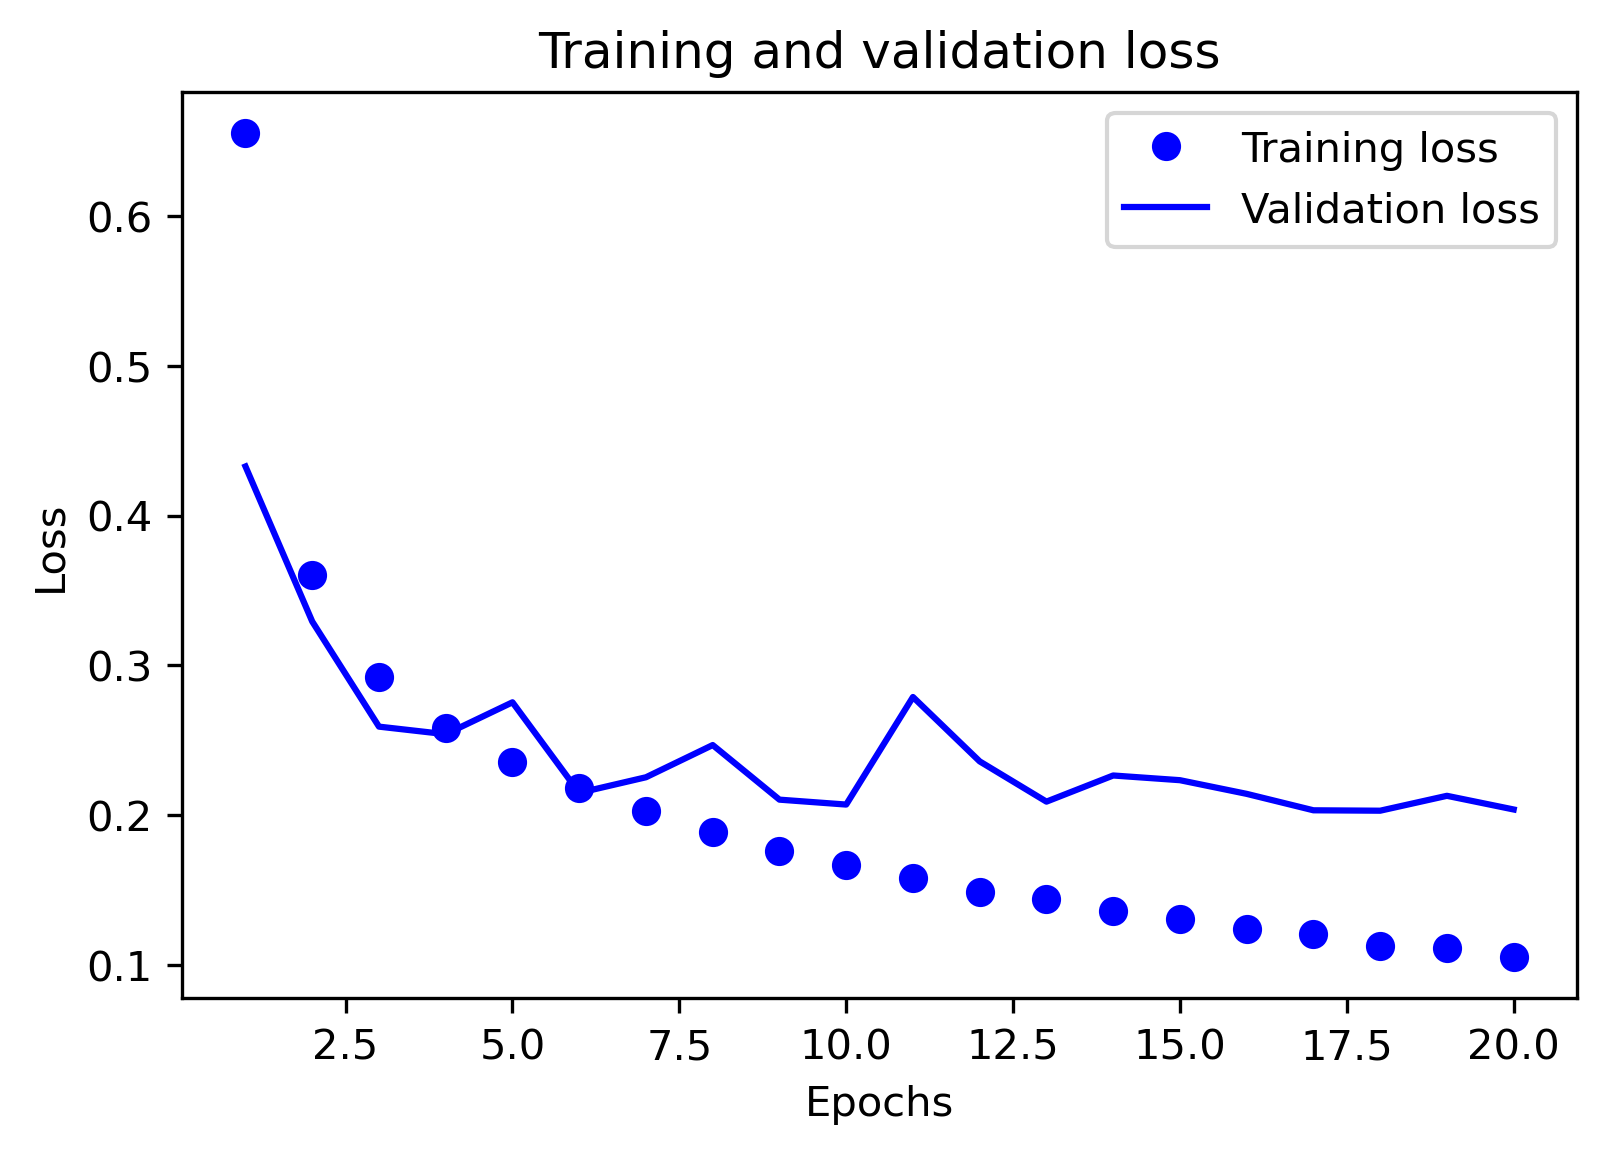 Training and validation loss
Training loss
Validation loss
0.6
0.5
0.4
0.3
0.2
0.1
Loss
2.5 5.0 7.5 10.0 12.5 15.0 17.5 20.0
Epochs